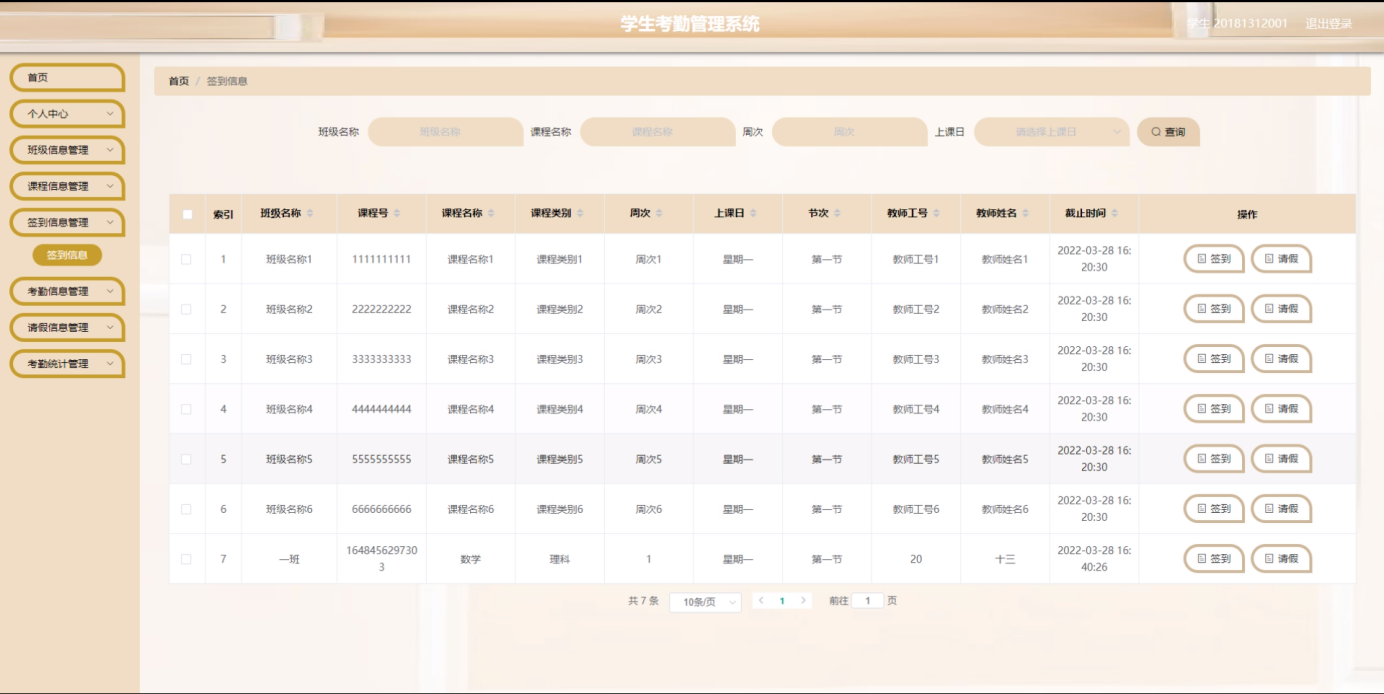 学生考勤管理系统
学生 20181312001 退出登录
首页
个人中心
班级信息管理
课程信息管理
签到信息管理
签到信息
考勤信息管理
请假信息管理
考勤统计管理
首页 / 签到信息
班级名称 班级名称 课程名称 课程名称 周次 周次 上课日 请选择上课日 查询
索引 班级名称 课程号 课程名称 课程类别 周次 上课日 节次 教师工号 教师姓名 截止时间 操作
1 班级名称1 1111111111 课程名称1 课程类别1 周次1 星期一 第一节 教师工号1 教师姓名1 2022-03-28 16:20:30 签到 请假
2 班级名称2 2222222222 课程名称2 课程类别2 周次2 星期一 第一节 教师工号2 教师姓名2 2022-03-28 16:20:30 签到 请假
3 班级名称3 3333333333 课程名称3 课程类别3 周次3 星期一 第一节 教师工号3 教师姓名3 2022-03-28 16:20:30 签到 请假
4 班级名称4 4444444444 课程名称4 课程类别4 周次4 星期一 第一节 教师工号4 教师姓名4 2022-03-28 16:20:30 签到 请假
5 班级名称5 5555555555 课程名称5 课程类别5 周次5 星期一 第一节 教师工号5 教师姓名5 2022-03-28 16:20:30 签到 请假
6 班级名称6 6666666666 课程名称6 课程类别6 周次6 星期一 第一节 教师工号6 教师姓名6 2022-03-28 16:20:30 签到 请假
7 一班 1648456297303 数学 理科 1 星期一 第一节 20 十三 2022-03-28 16:40:26 签到 请假
共 7 条 10条/页 1 前往 1 页